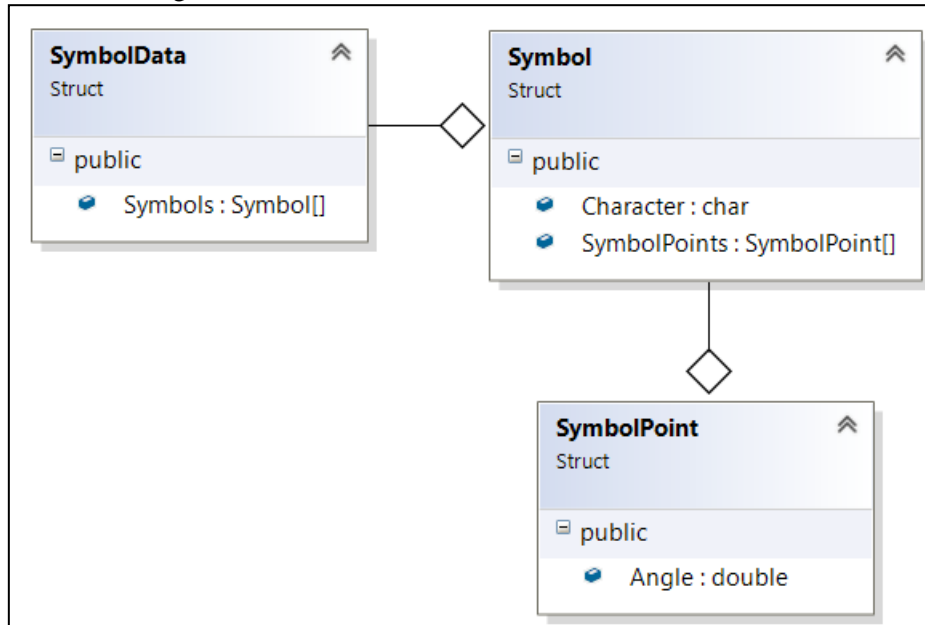 SymbolData
Struct
public
Symbols : Symbol[]
Symbol
Struct
public
Character : char
SymbolPoints : SymbolPoint[]
SymbolPoint
Struct
public
Angle : double